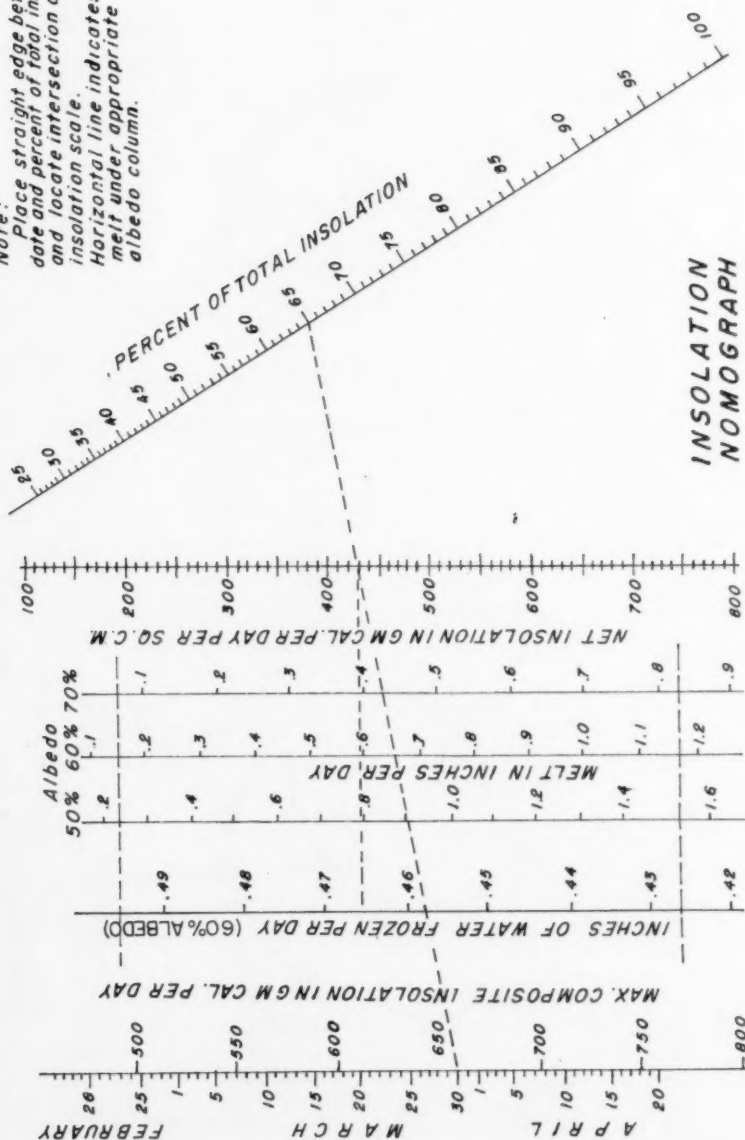 Note:
Place straight edge be
date and percent of total in
and locate intersection o
insolation scale.
Horizontal line indicate
melt under appropriate
albedo column.
PERCENT OF TOTAL INSOLATION
25 30 35 40 45 50 55 60 65 70 75 80 85 90 95 100
INSOLATION
NOMOGRAPH
100 200 300 400 500 600 700 800
NET INSOLATION IN GM CAL. PER DAY PER SQ. C.M.
Albedo
70%
.1 .2 .3 .4 .5 .6 .7 .8 .9
60%
.1 .2 .3 .4 .5 .6 .7 .8 .9 1.0 1.1 1.2
MELT IN INCHES PER DAY
50%
.2 .4 .6 .8 1.0 1.2 1.4 1.6
.49 .48 .47 .46 .45 .44 .43 .42
INCHES OF WATER FROZEN PER DAY (60% ALBEDO)
MAX. COMPOSITE INSOLATION IN GM CAL. PER DAY
500 550 600 650 700 750 800
26 25 1 5 10 15 20 25 30 1 5 10 15 20
FEBRUARY MARCH APRIL